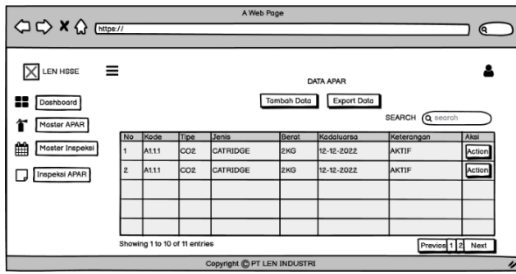 A Web Page
https://
LEN HSSE
DATA APAR
Dashboard
Tambah Data
Export Data
SEARCH
search
Master APAR
Master Inspeksi
Inspeksi APAR
No Kode Tipe Jenis Berat Kadaluarsa Keterangan Aksi
1 A1.1.1 CO2 CATRIDGE 2KG 12-12-2022 AKTIF Action
2 A1.1.1 CO2 CATRIDGE 2KG 12-12-2022 AKTIF Action
Showing 1 to 10 of 11 entries
1 2 Next
Copyright © PT LEN INDUSTRI